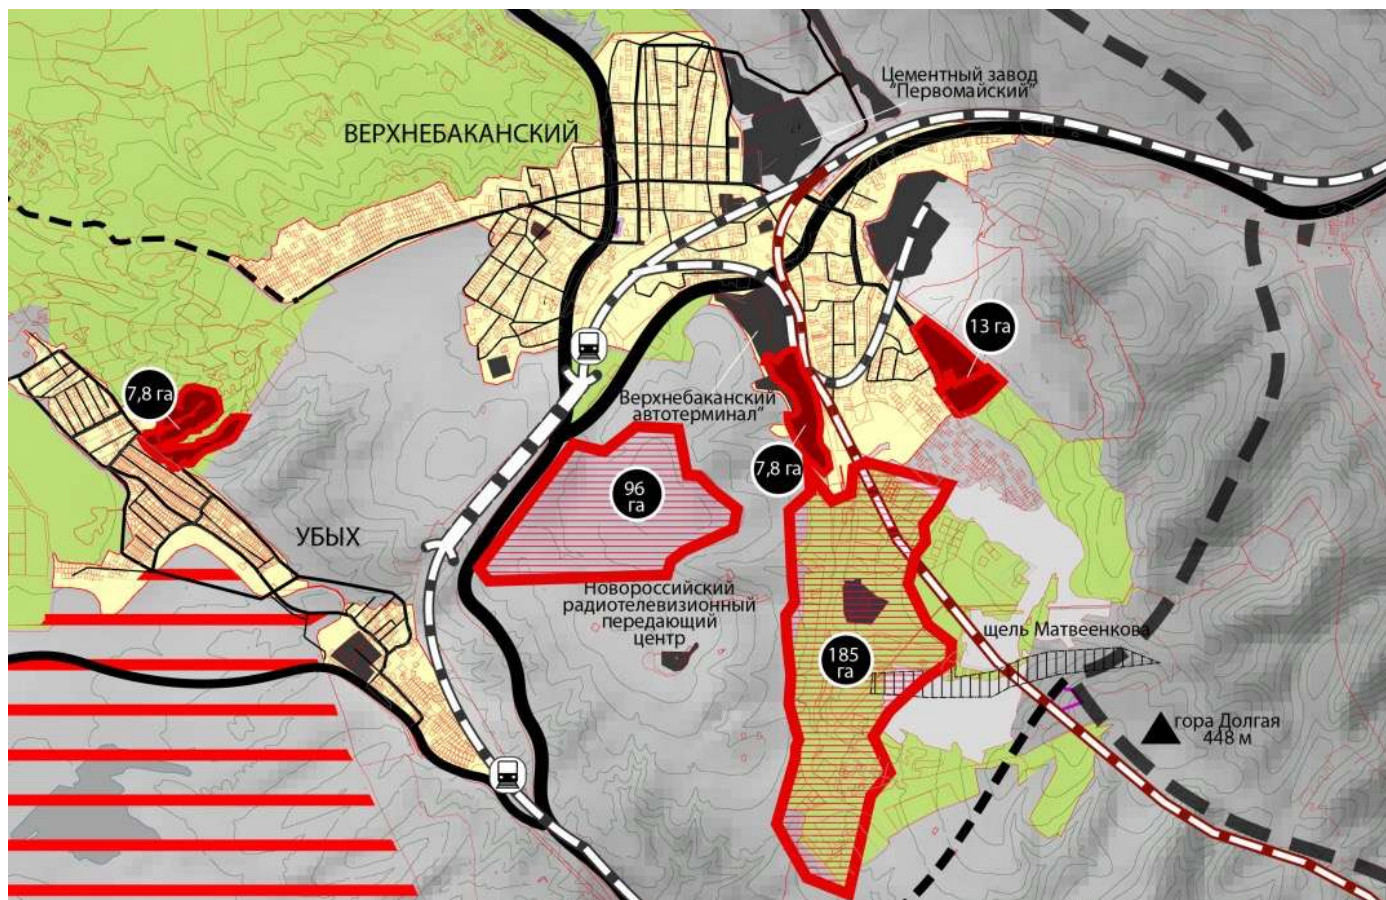 Цементный завод
"Первомайский"
ВЕРХНЕБАКАНСКИЙ
13 га
7,8 га
Верхнебаканский
автотерминал"
7,8 га
96
га
УБЫХ
Новороссийский
радиотелевизионный
передающий
центр
щель Матвеенкова
185
га
гора Долгая
448 м